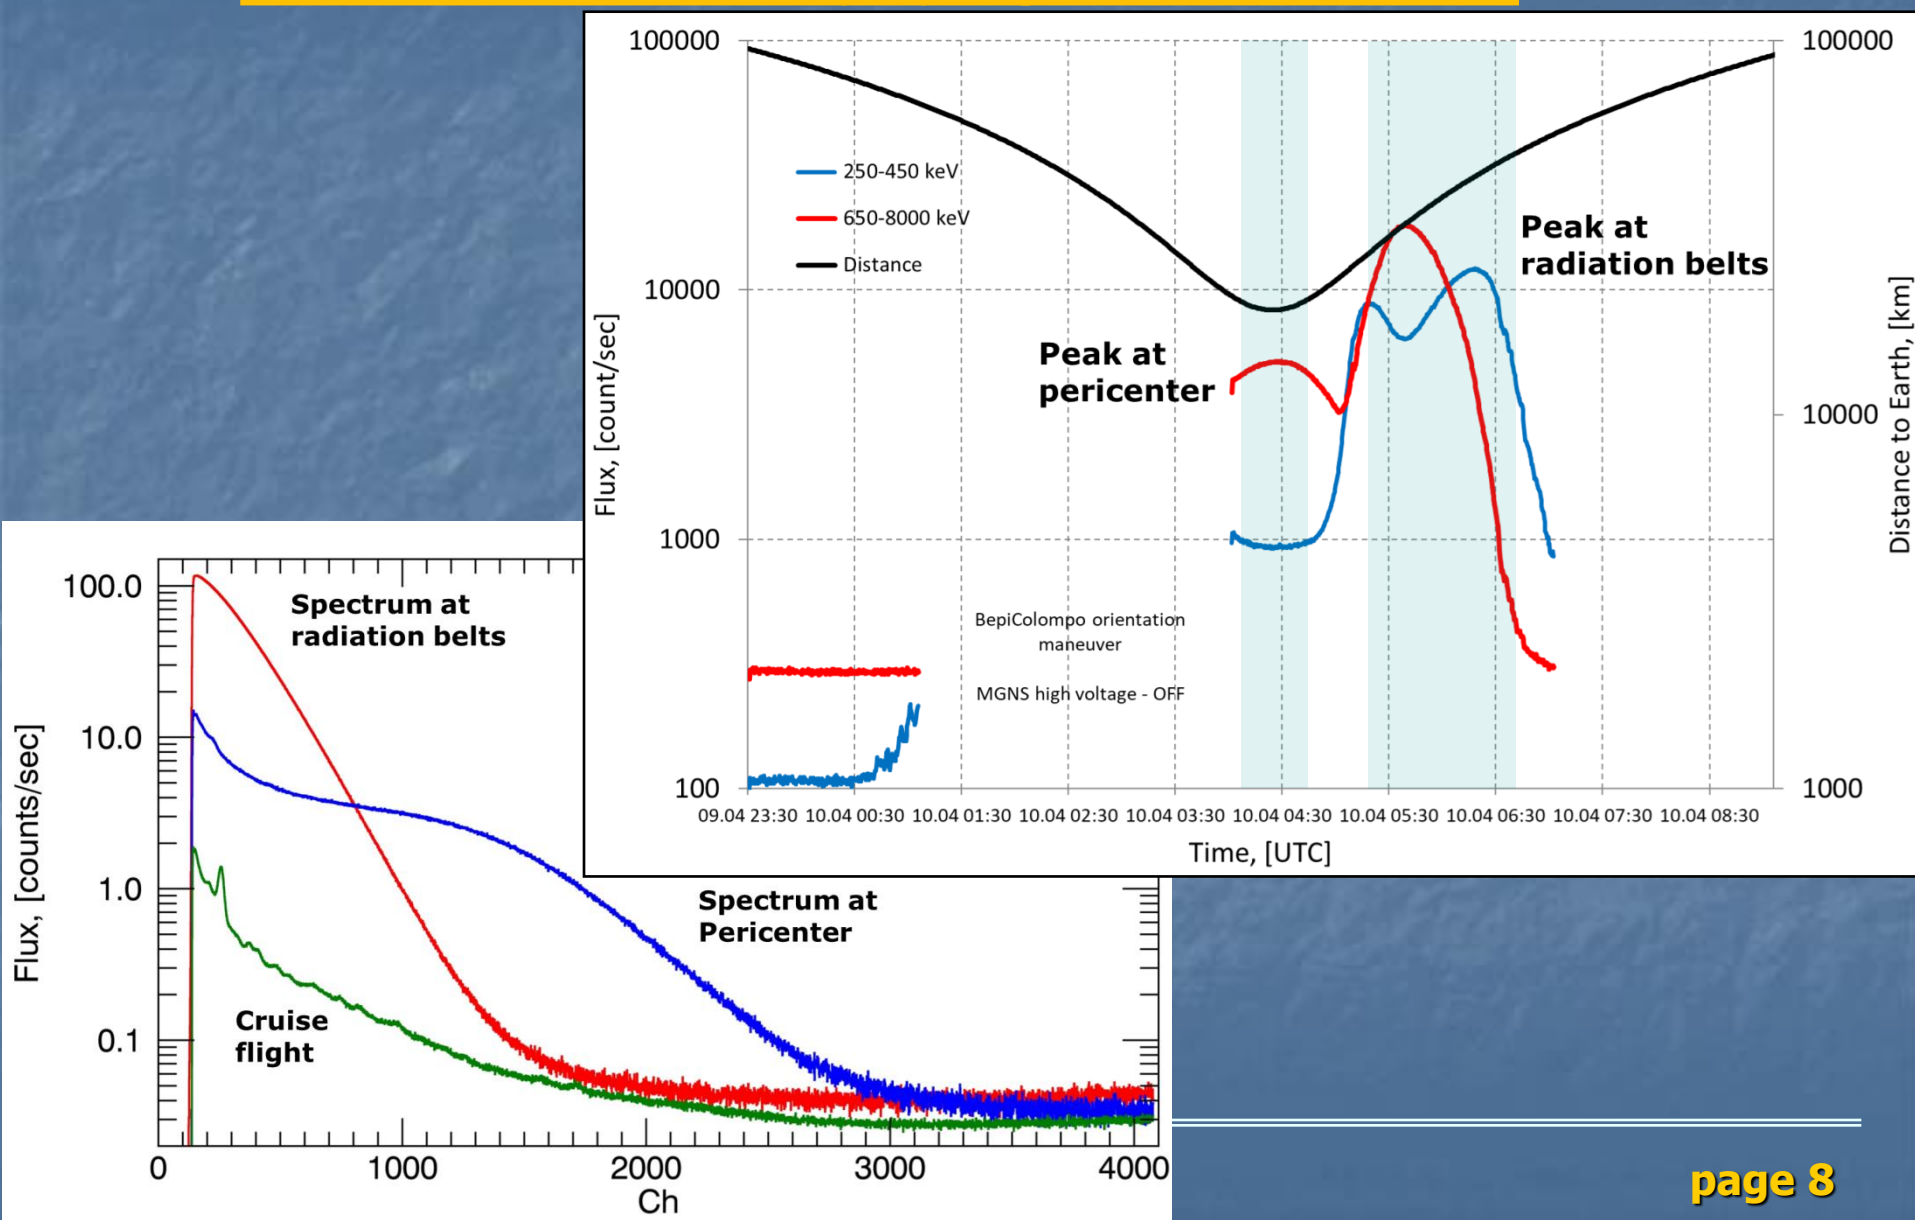 100000
10000
1000
100
Flux, [count/sec]
250-450 keV
650-8000 keV
Distance
Peak at
pericenter
Peak at
radiation belts
BepiColompo orientation
maneuver
MGNS high voltage - OFF
100000
10000
1000
Distance to Earth, [km]
09.04 23:30 10.04 00:30 10.04 01:30 10.04 02:30 10.04 03:30 10.04 04:30 10.04 05:30 10.04 06:30 10.04 07:30 10.04 08:30
Time, [UTC]
100.0
10.0
1.0
0.1
Flux, [counts/sec]
Spectrum at
radiation belts
Spectrum at
Pericenter
Cruise
flight
0 1000 2000 3000 4000
Ch
page 8